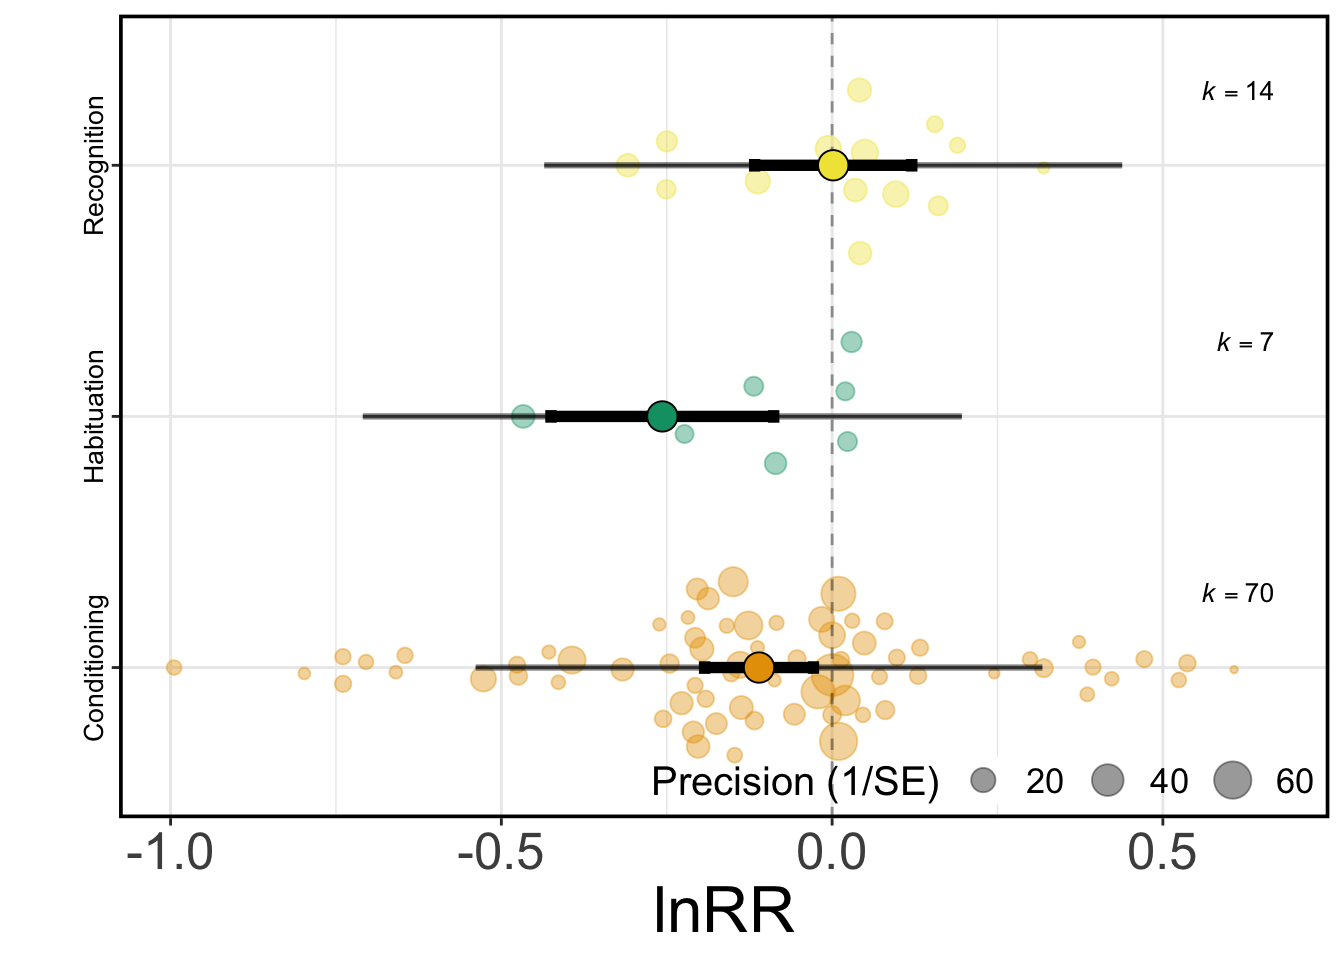 Recognition
k = 14
Habituation
k = 7
Conditioning
k = 70
Precision (1/SE) 20 40 60
-1.0 -0.5 0.0 0.5
lnRR